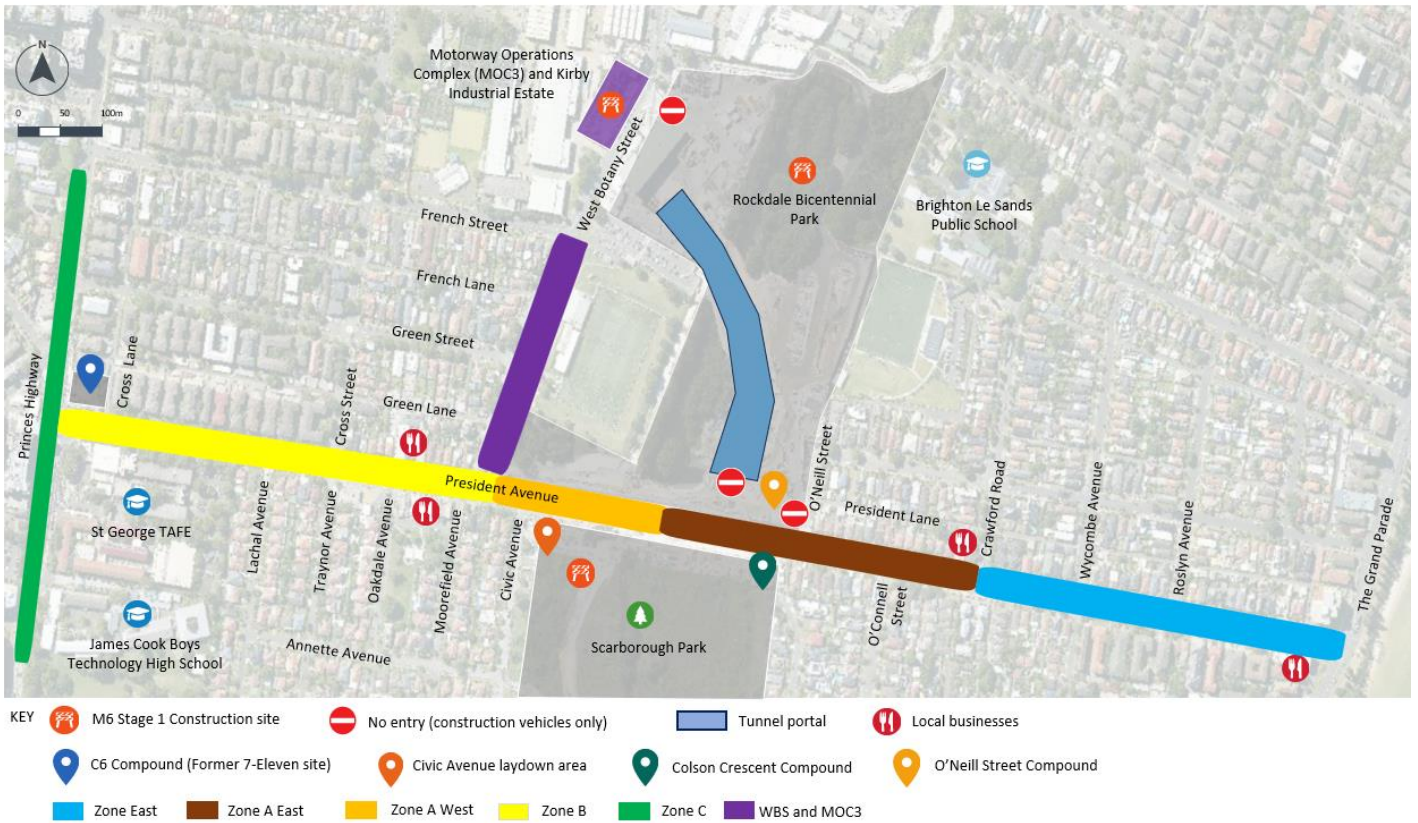 N
0 50 100m
Motorway Operations
Complex (MOC3) and Kirby
Industrial Estate
West Botany Street
Rockdale Bicentennial
Park
Brighton Le Sands
Public School
French Street
French Lane
Green Street
Green Lane
Princes Highway
Cross Lane
Cross Street
President Avenue
O'Neill Street
President Lane
Crawford Road
Wycombe Avenue
Roslyn Avenue
The Grand Parade
St George TAFE
Lachal Avenue
Traynor Avenue
Oakdale Avenue
Moorefield Avenue
Civic Avenue
O'Connell
Street
James Cook Boys
Technology High School
Annette Avenue
Scarborough Park
KEY
M6 Stage 1 Construction site
No entry (construction vehicles only)
Tunnel portal
Local businesses
C6 Compound (Former 7-Eleven site)
Civic Avenue laydown area
Colson Crescent Compound
O'Neill Street Compound
Zone East
Zone A East
Zone A West
Zone B
Zone C
WBS and MOC3